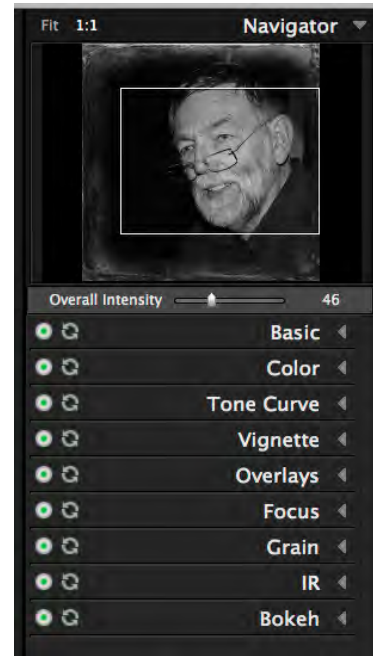 Fit 1:1 Navigator
Overall Intensity 46
Basic
Color
Tone Curve
Vignette
Overlays
Focus
Grain
IR
Bokeh